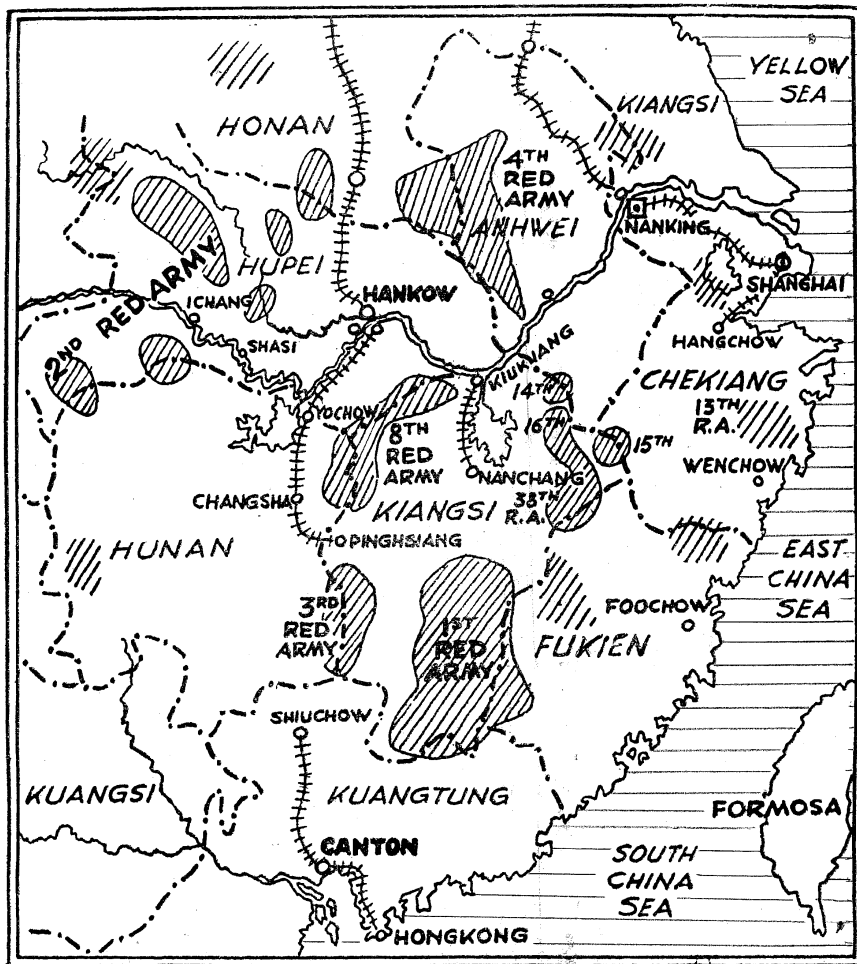 YELLOW
SEA
KIANGSI
HONAN
4TH
RED
ARMY
ANHWEI
NANKING
HUPEI
2ND RED ARMY
ICHANG
HANKOW
SHANGHAI
SHASI
HANGCHOW
KIUKIANG
CHEKIANG
14TH
13TH
R.A.
YOCHOW
16TH
8TH
RED
ARMY
15TH
WENCHOW
NANCHANG
CHANGSHA
KIANGSI
33TH
R.A.
PINGHSIANG
HUNAN
EAST
CHINA
SEA
3RD
RED
ARMY
1ST
RED
ARMY
FOOCHOW
FUKIEN
SHIUCHOW
KUANGSI
KUANGTUNG
FORMOSA
CANTON
SOUTH
CHINA
SEA
HONGKONG